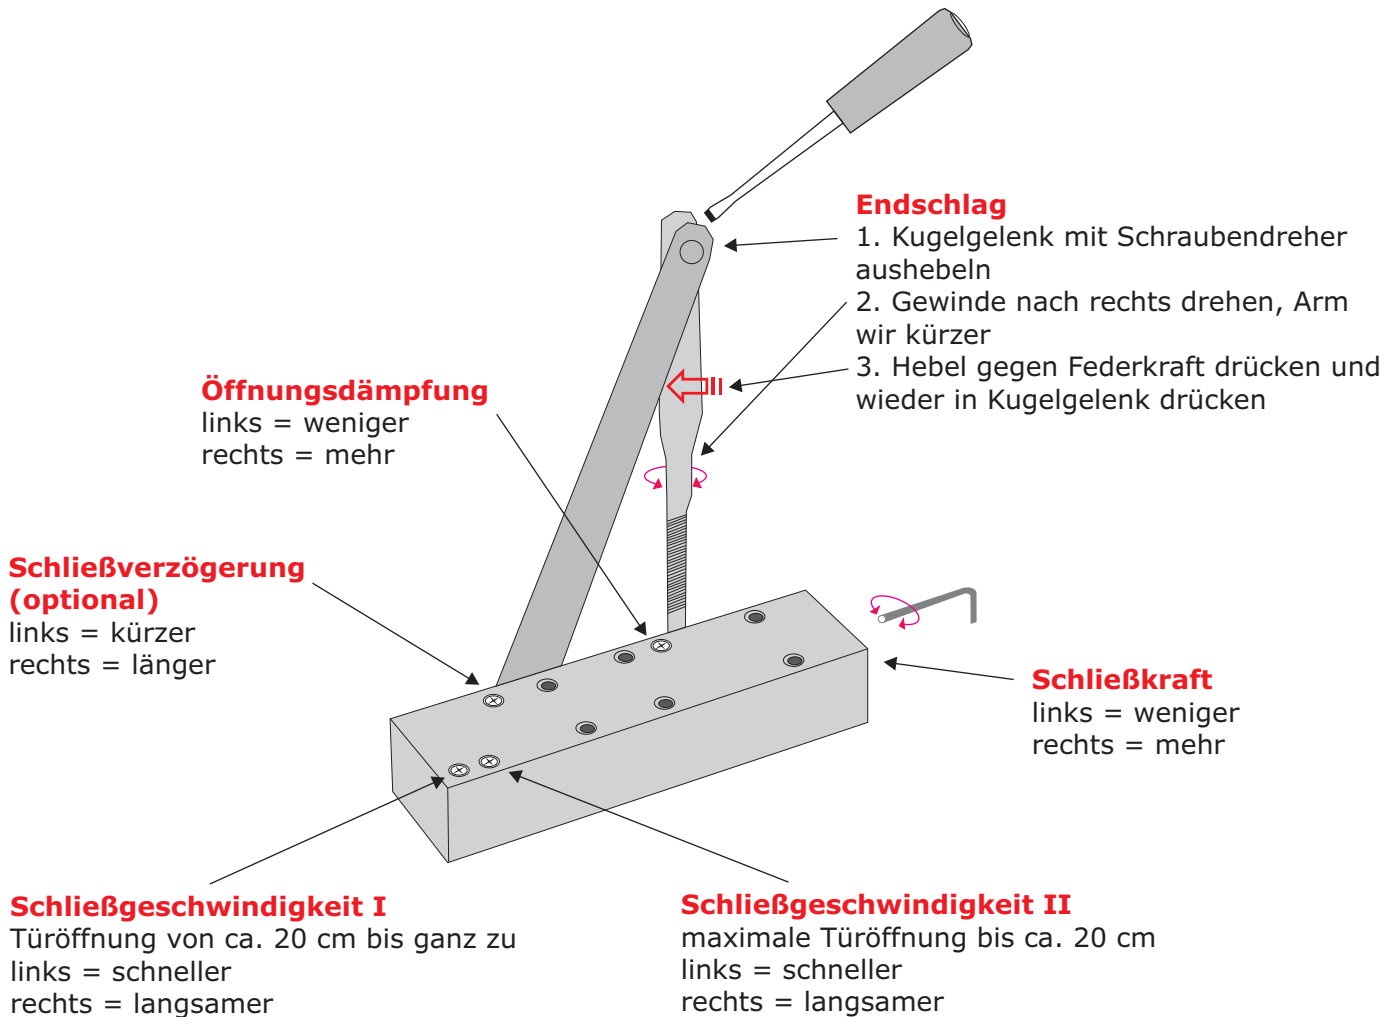 Endschlag
1. Kugelgelenk mit Schraubendreher
aushebeln
2. Gewinde nach rechts drehen, Arm
wir kürzer
3. Hebel gegen Federkraft drücken und
wieder in Kugelgelenk drücken
Öffnungsdämpfung
links = weniger
rechts = mehr
Schließverzögerung
(optional)
links = kürzer
rechts = länger
Schließkraft
links = weniger
rechts = mehr
Schließgeschwindigkeit I
Türöffnung von ca. 20 cm bis ganz zu
links = schneller
rechts = langsamer
Schließgeschwindigkeit II
maximale Türöffnung bis ca. 20 cm
links = schneller
rechts = langsamer